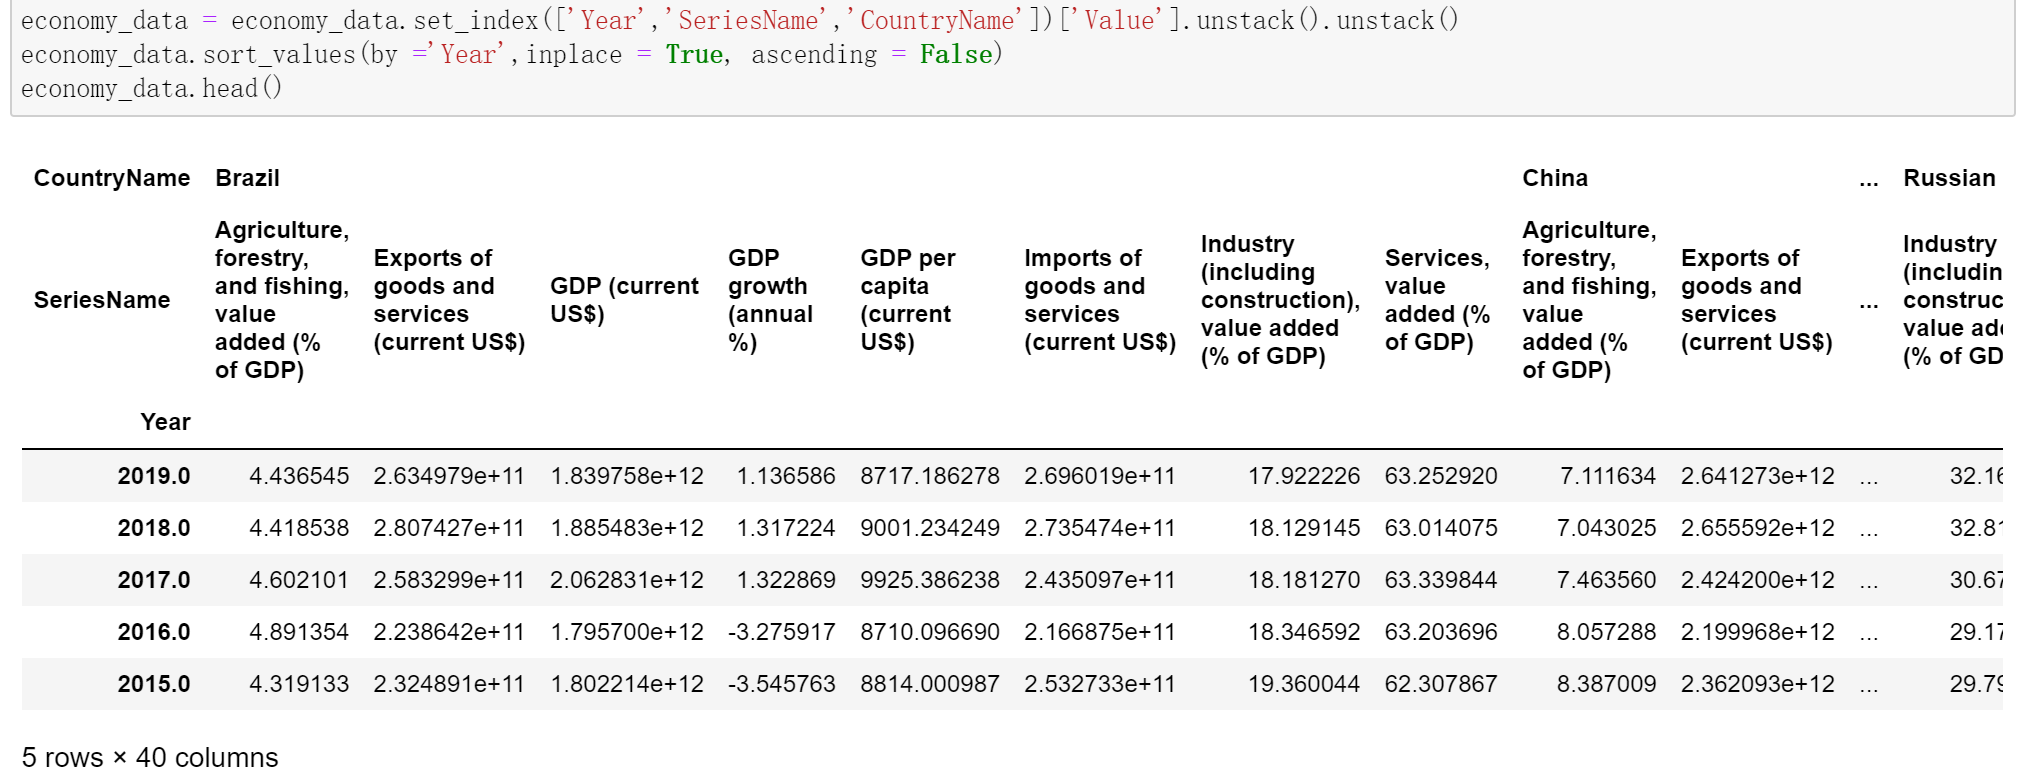 economy_data = economy_data.set_index(['Year','SeriesName','CountryName'])['Value'].unstack().unstack()
economy_data.sort_values(by ='Year',inplace = True, ascending = False)
economy_data.head()
CountryName Brazil China ... Russian
SeriesName Agriculture, forestry, and fishing, value added (% of GDP) Exports of goods and services (current US$) GDP (current US$) GDP growth (annual %) GDP per capita (current US$) Imports of goods and services (current US$) Industry (including construction), value added (% of GDP) Services, value added (% of GDP) Agriculture, forestry, and fishing, value added (% of GDP) Exports of goods and services (current US$) ... Industry (includin construc value ad (% of GD
Year
2019.0 4.436545 2.634979e+11 1.839758e+12 1.136586 8717.186278 2.696019e+11 17.922226 63.252920 7.111634 2.641273e+12 ... 32.16
2018.0 4.418538 2.807427e+11 1.885483e+12 1.317224 9001.234249 2.735474e+11 18.129145 63.014075 7.043025 2.655592e+12 ... 32.81
2017.0 4.602101 2.583299e+11 2.062831e+12 1.322869 9925.386238 2.435097e+11 18.181270 63.339844 7.463560 2.424200e+12 ... 30.67
2016.0 4.891354 2.238642e+11 1.795700e+12 -3.275917 8710.096690 2.166875e+11 18.346592 63.203696 8.057288 2.199968e+12 ... 29.17
2015.0 4.319133 2.324891e+11 1.802214e+12 -3.545763 8814.000987 2.532733e+11 19.360044 62.307867 8.387009 2.362093e+12 ... 29.79
5 rows × 40 columns